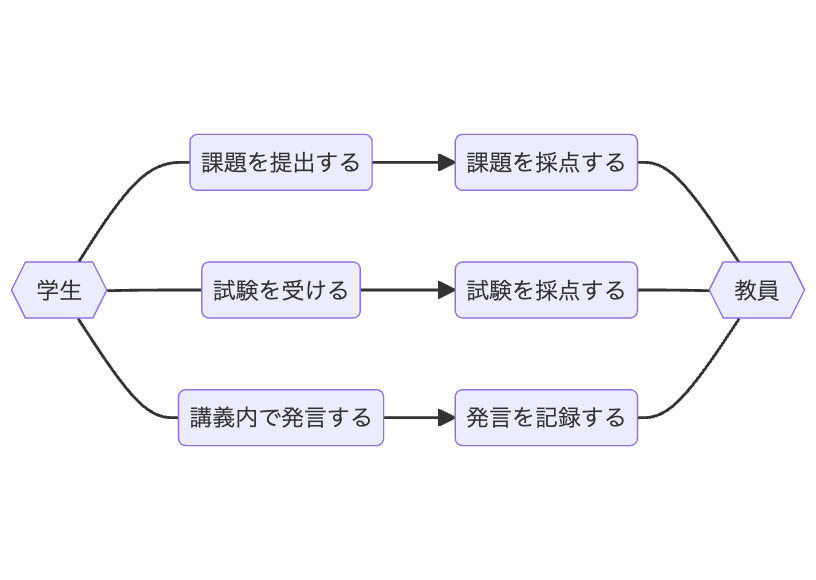 課題を提出する
課題を採点する
学生
試験を受ける
試験を採点する
教員
講義内で発言する
発言を記録する